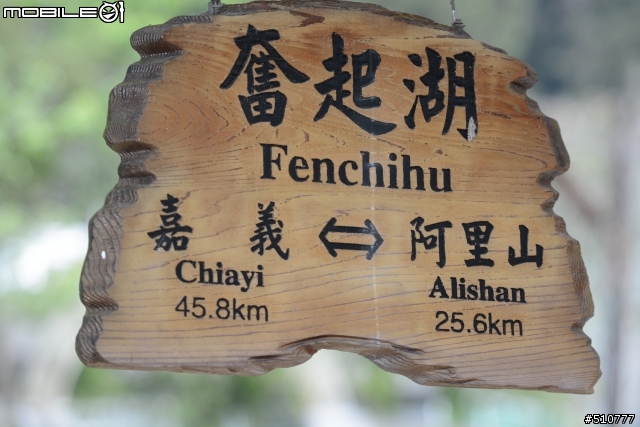 MOBILE01
奮起湖
Fenchihu
嘉義 ⇔ 阿里山
Chiayi Alishan
45.8km 25.6km
#510777